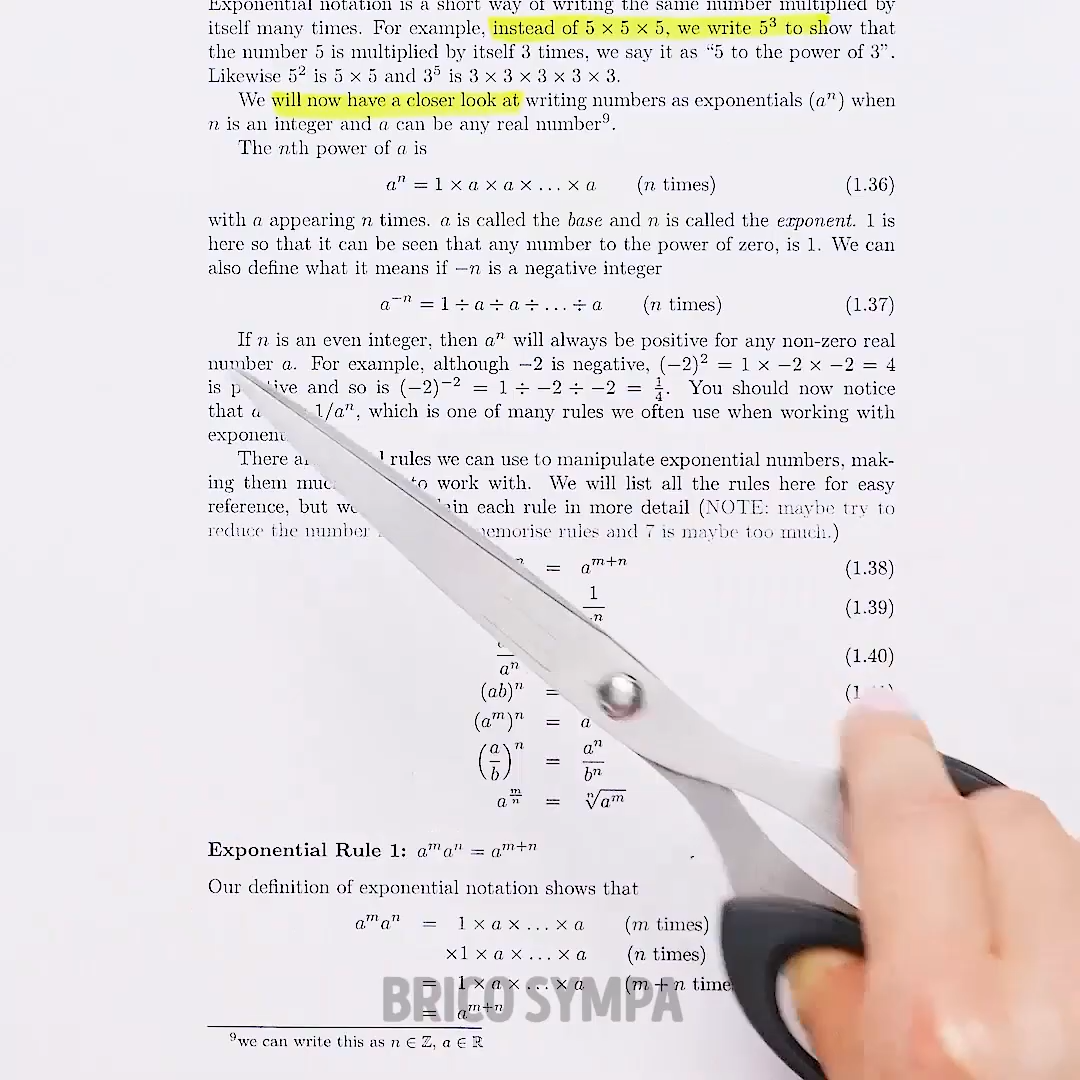 Exponential notation is a short way of writing the same number multiplied by
itself many times. For example, instead of 5 × 5 × 5, we write 5³ to show that
the number 5 is multiplied by itself 3 times, we say it as “5 to the power of 3”.
Likewise 5² is 5 × 5 and 3⁵ is 3 × 3 × 3 × 3 × 3.
We will now have a closer look at writing numbers as exponentials (aⁿ) when
n is an integer and a can be any real number⁹.
The nth power of a is
aⁿ = 1 × a × a × ... × a (n times) (1.36)
with a appearing n times. a is called the base and n is called the exponent. 1 is
here so that it can be seen that any number to the power of zero, is 1. We can
also define what it means if −n is a negative integer
a⁻ⁿ = 1 ÷ a ÷ a ÷ ... ÷ a (n times) (1.37)
If n is an even integer, then aⁿ will always be positive for any non-zero real
number a. For example, although −2 is negative, (−2)² = 1 × −2 × −2 = 4
is and so is (−2)⁻² = 1 ÷ −2 ÷ −2 = 1/4. You should now notice
that 1/aⁿ, which is one of many rules we often use when working with
There rules we can use to manipulate exponential numbers, mak-
ing them to work with. We will list all the rules here for easy
reference, but each rule in more detail (NOTE: maybe try to
reduce the number memorise rules and 7 is maybe too much.)
= aᵐ⁺ⁿ (1.38)
1 (1.39)
aⁿ (1.40)
(ab)ⁿ =
(aᵐ)ⁿ = a
(a/b)ⁿ = aⁿ/bⁿ
a^(m/n) = ⁿ√aᵐ
Exponential Rule 1: aᵐaⁿ = aᵐ⁺ⁿ
Our definition of exponential notation shows that
aᵐaⁿ = 1 × a × ... × a (m times)
×1 × a × ... × a (n times)
= 1 × a × ... × a (m + n
= aᵐ⁺ⁿ
BRICO SYMPA
⁹we can write this as n ∈ ℤ, a ∈ ℝ